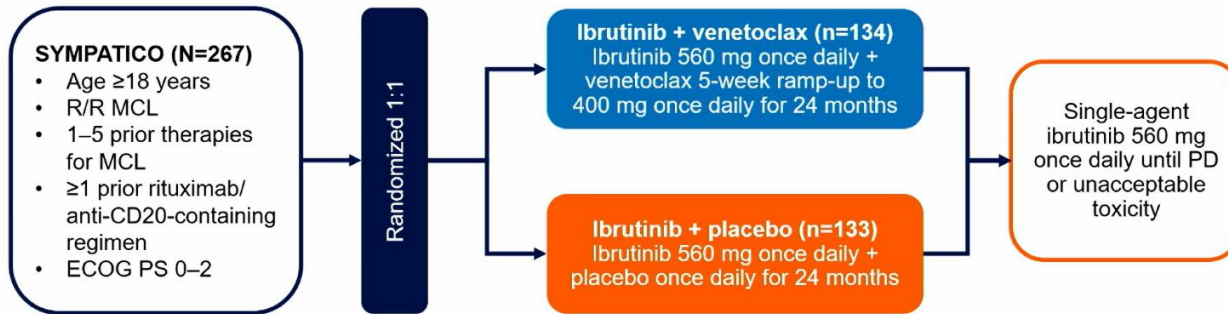 SYMPATICO (N=267)
• Age ≥18 years
• R/R MCL
• 1–5 prior therapies
for MCL
• ≥1 prior rituximab/
anti-CD20-containing
regimen
• ECOG PS 0–2
Randomized 1:1
Ibrutinib + venetoclax (n=134)
Ibrutinib 560 mg once daily +
venetoclax 5-week ramp-up to
400 mg once daily for 24 months
Ibrutinib + placebo (n=133)
Ibrutinib 560 mg once daily +
placebo once daily for 24 months
Single-agent
ibrutinib 560 mg
once daily until PD
or unacceptable
toxicity